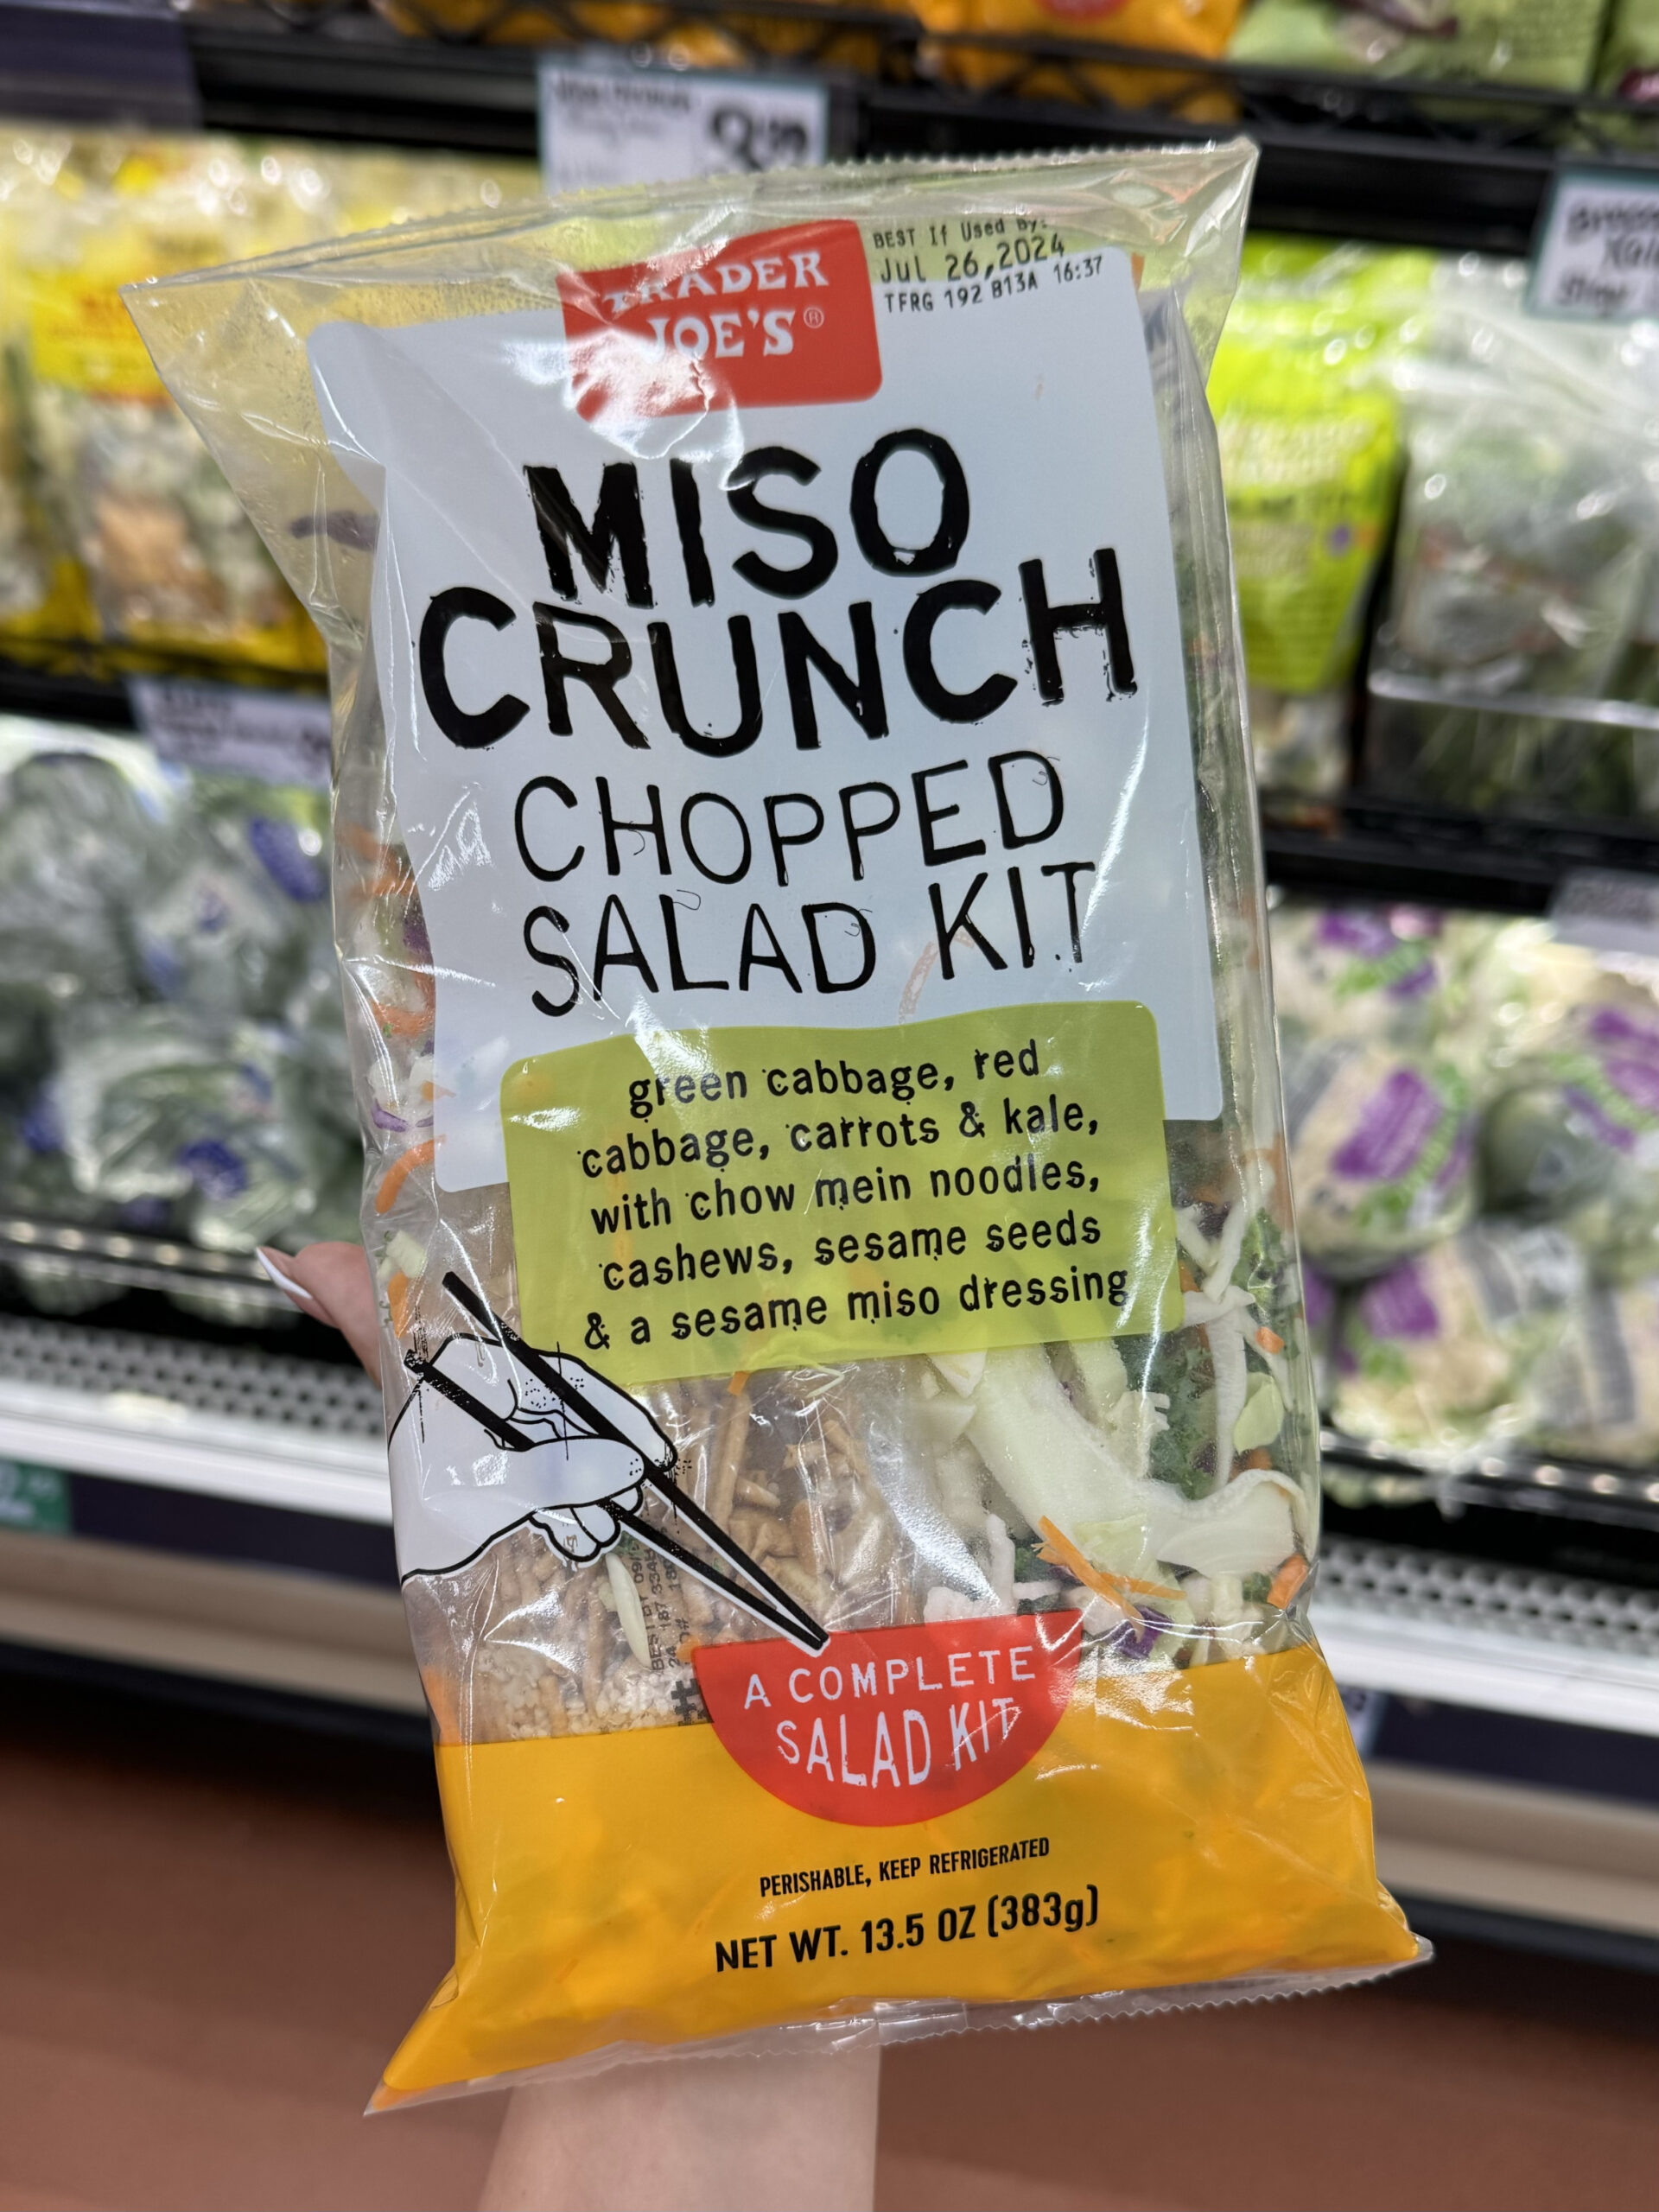 TRADER
JOE'S®
BEST If Used By:
Jul 26,2024
TFRG 192 B13A 16:37
MISO
CRUNCH
CHOPPED
SALAD KIT
green cabbage, red
cabbage, carrots & kale,
with chow mein noodles,
cashews, sesame seeds
& a sesame miso dressing
A COMPLETE
SALAD KIT
PERISHABLE, KEEP REFRIGERATED
NET WT. 13.5 OZ (383g)